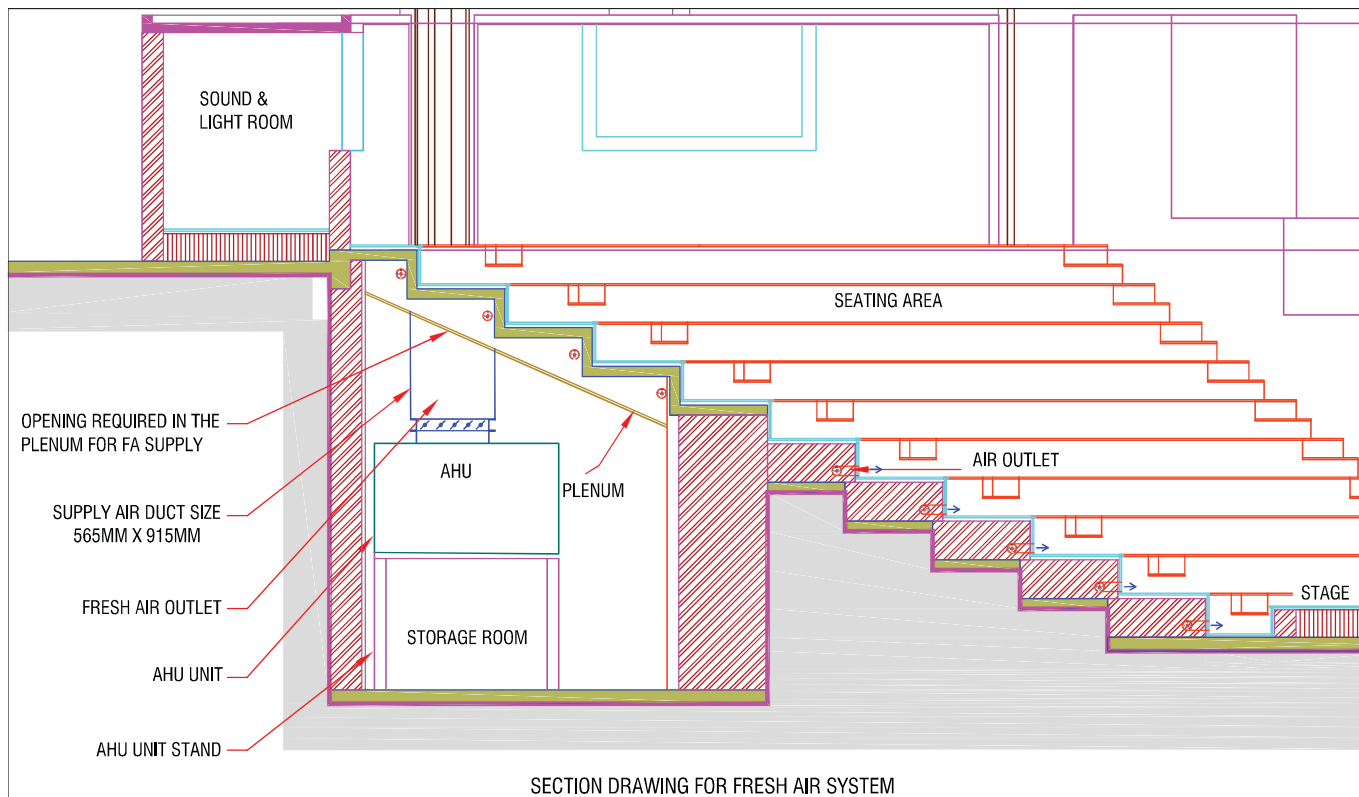 SOUND &
LIGHT ROOM
SEATING AREA
OPENING REQUIRED IN THE
PLENUM FOR FA SUPPLY
AHU
PLENUM
AIR OUTLET
SUPPLY AIR DUCT SIZE
565MM X 915MM
FRESH AIR OUTLET
STAGE
STORAGE ROOM
AHU UNIT
AHU UNIT STAND
SECTION DRAWING FOR FRESH AIR SYSTEM